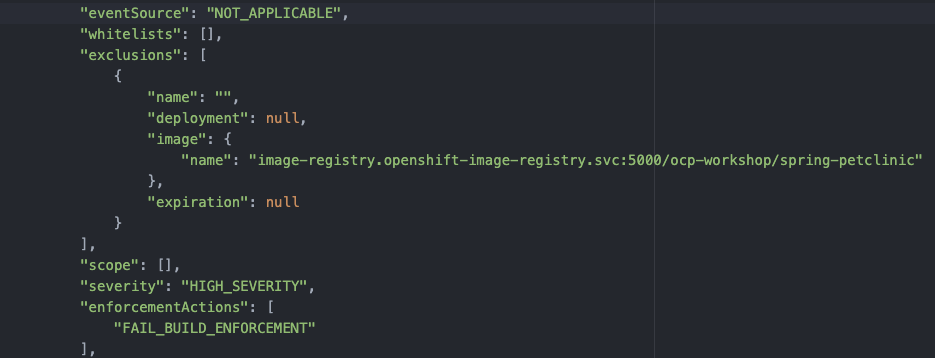 "eventSource": "NOT_APPLICABLE",
"whitelists": [],
"exclusions": [
{
"name": "",
"deployment": null,
"image": {
"name": "image-registry.openshift-image-registry.svc:5000/ocp-workshop/spring-petclinic"
},
"expiration": null
}
],
"scope": [],
"severity": "HIGH_SEVERITY",
"enforcementActions": [
"FAIL_BUILD_ENFORCEMENT"
],